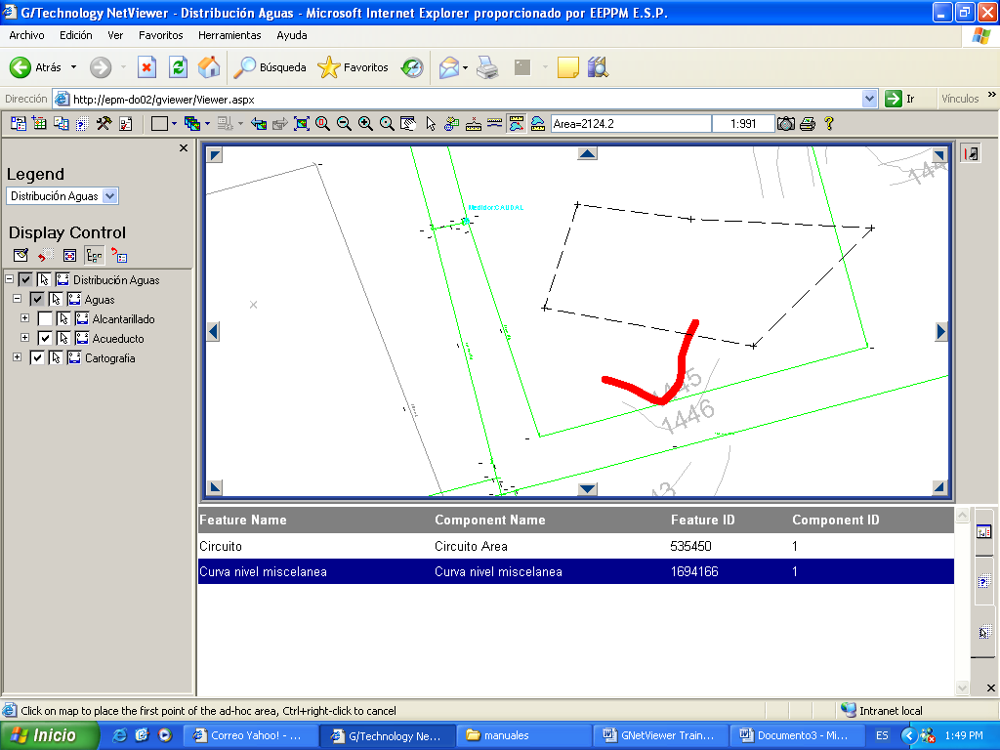 G/Technology NetViewer - Distribución Aguas - Microsoft Internet Explorer proporcionado por EEPPM E.S.P.
Archivo Edición Ver Favoritos Herramientas Ayuda
Atrás Búsqueda Favoritos
Dirección http://epm-do02/gviewer/Viewer.aspx Ir Vínculos »
Area=2124.2 1:991
Legend
Distribución Aguas
Display Control
Distribución Aguas
Aguas
Alcantarillado
Acueducto
Cartografia
Medidor:CAUDAL
144
1445
1446
Feature Name Component Name Feature ID Component ID
Circuito Circuito Area 535450 1
Curva nivel miscelanea Curva nivel miscelanea 1694166 1
Click on map to place the first point of the ad-hoc area, Ctrl+right-click to cancel Intranet local
Inicio Correo Yahoo! - ... G/Technology Ne... manuales GNetViewer Train... Documento3 - Mi... ES 1:49 PM